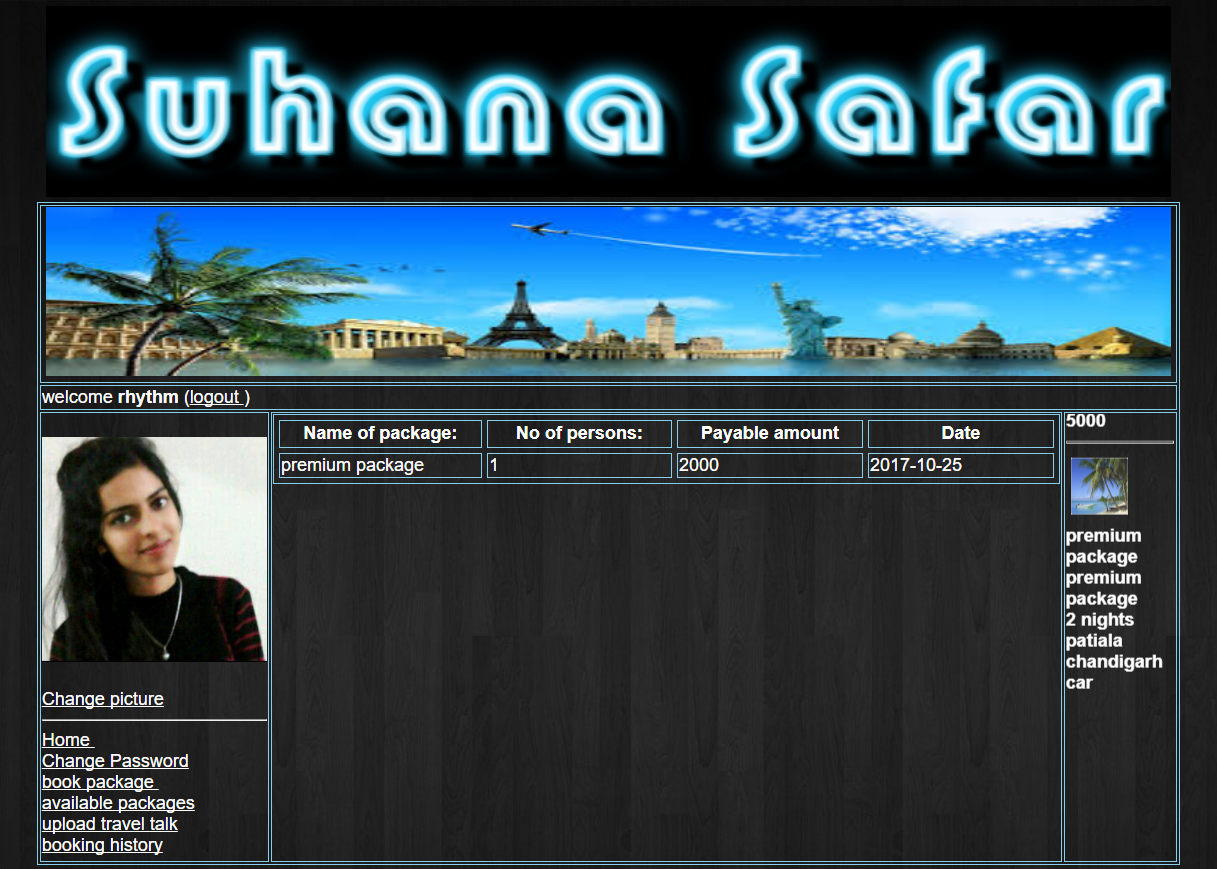 Suhana Safar
welcome rhythm (logout )
Change picture
Home
Change Password
book package
available packages
upload travel talk
booking history
Name of package: No of persons: Payable amount Date
premium package 1 2000 2017-10-25
5000
premium
package
premium
package
2 nights
patiala
chandigarh
car